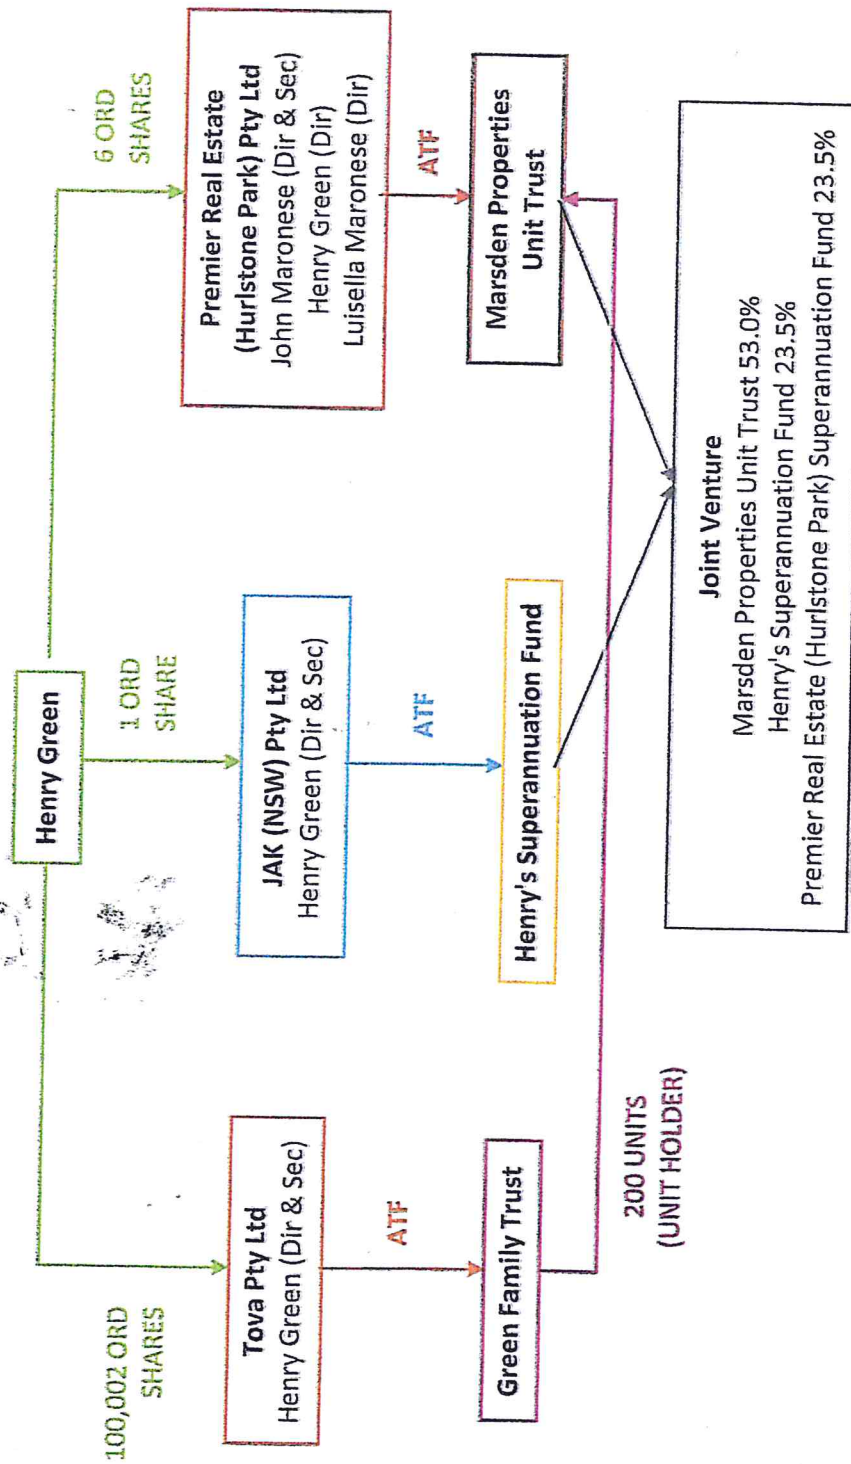 Henry Green
100,002 ORD
SHARES
1 ORD
SHARE
6 ORD
SHARES
Tova Pty Ltd
Henry Green (Dir & Sec)
JAK (NSW) Pty Ltd
Henry Green (Dir & Sec)
Premier Real Estate
(Hurlstone Park) Pty Ltd
John Maronese (Dir & Sec)
Henry Green (Dir)
Luisella Maronese (Dir)
ATF
ATF
ATF
Green Family Trust
Henry's Superannuation Fund
Marsden Properties
Unit Trust
200 UNITS
(UNIT HOLDER)
Joint Venture
Marsden Properties Unit Trust 53.0%
Henry's Superannuation Fund 23.5%
Premier Real Estate (Hurlstone Park) Superannuation Fund 23.5%